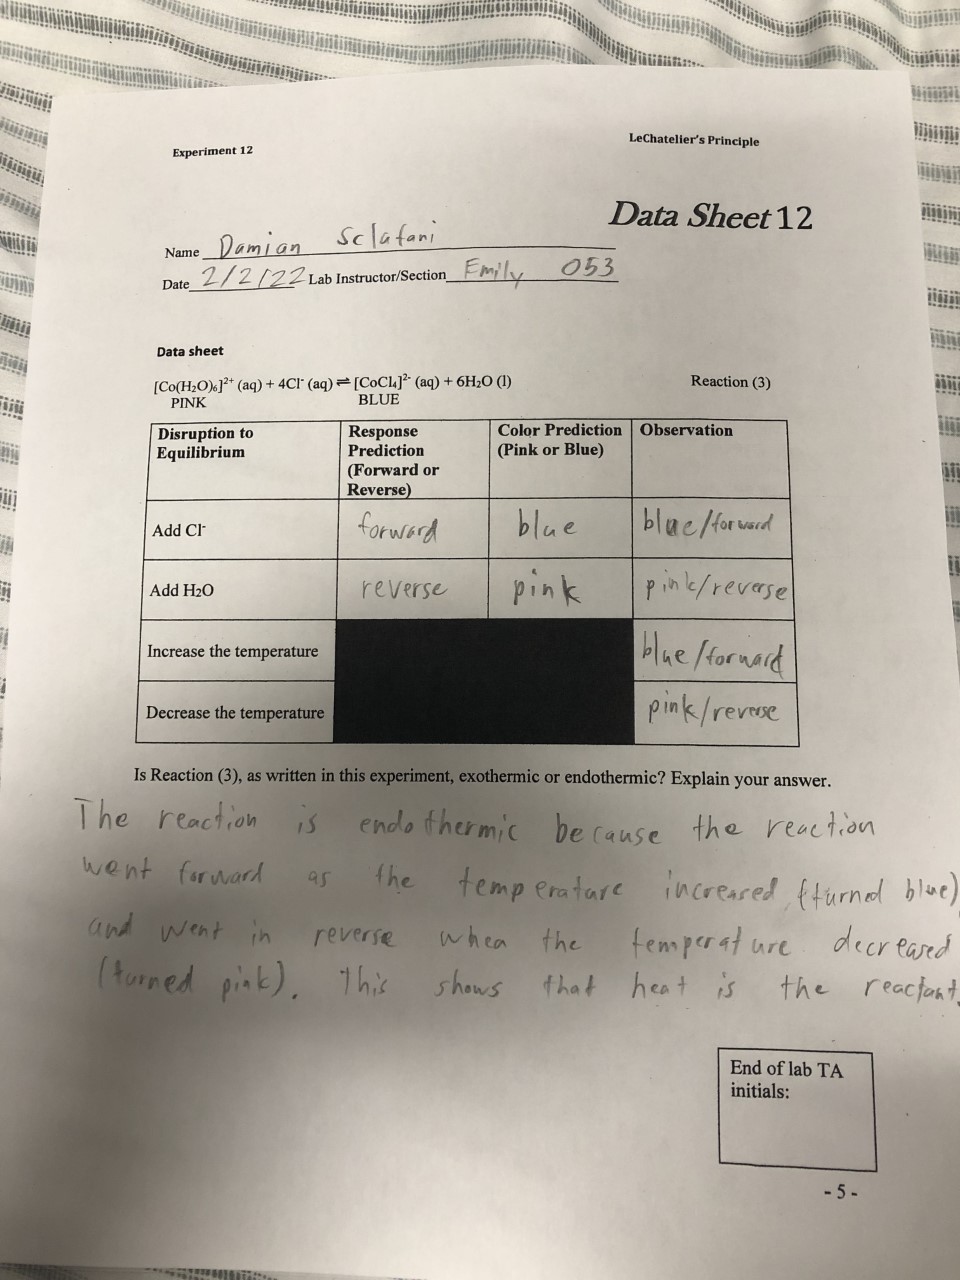 Experiment 12
LeChatelier's Principle
Data Sheet 12
Name Damian Sclafani
Date 2/2/22 Lab Instructor/Section Emily 053
Data sheet
[Co(H₂O)₆]²⁺ (aq) + 4Cl⁻ (aq) ⇌ [CoCl₄]²⁻ (aq) + 6H₂O (l) Reaction (3)
PINK BLUE
Disruption to Equilibrium | Response Prediction (Forward or Reverse) | Color Prediction (Pink or Blue) | Observation
Add Cl⁻ | forward | blue | blue/forward
Add H₂O | reverse | pink | pink/reverse
Increase the temperature | blue/forward
Decrease the temperature | pink/reverse
Is Reaction (3), as written in this experiment, exothermic or endothermic? Explain your answer.
The reaction is endothermic because the reaction
went forward as the temperature increased (turned blue)
and went in reverse when the temperature decreased
(turned pink). This shows that heat is the reactant.
End of lab TA
initials:
- 5 -